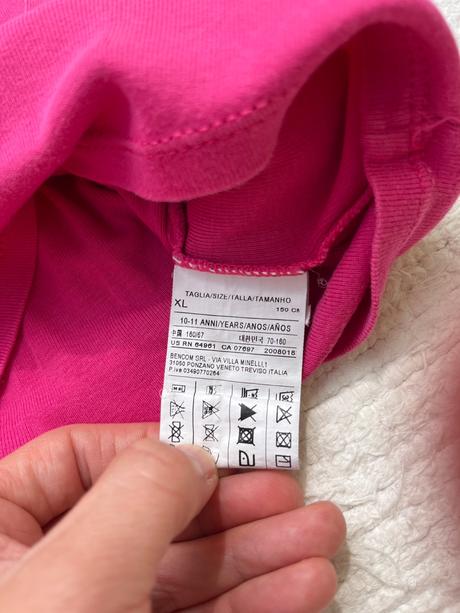 TAGLIA/SIZE/TALLA/TAMANHO
XL 150 CM
10-11 ANNI/YEARS/ANOS/AÑOS
中国 160/67 대한민국 70-160
US RN 64961 CA 07697 2008018
BENCOM SRL - VIA VILLA MINELLI,1
31050 PONZANO VENETO TREVISO ITALIA
P.iva 03490770264